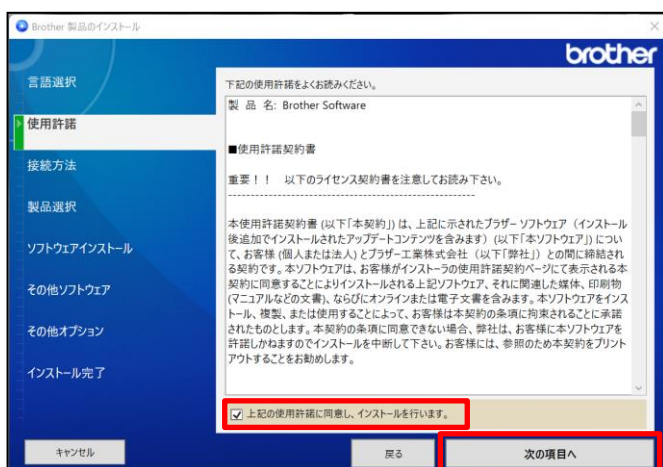 Brother 製品のインストール
brother
言語選択
使用許諾
接続方法
製品選択
ソフトウェアインストール
その他ソフトウェア
その他オプション
インストール完了
下記の使用許諾をよくお読みください。
製 品 名: Brother Software
■使用許諾契約書
重要！！ 以下のライセンス契約書を注意してお読み下さい。
------------------------------------------------------------
本使用許諾契約書 (以下「本契約」) は、上記に示されたブラザー ソフトウェア（インストール
後追加でインストールされたアップデートコンテンツを含みます）(以下「本ソフトウェア」) につい
て、お客様 (個人または法人) とブラザー工業株式会社（以下「弊社」）との間に締結され
る契約です。本ソフトウェアは、お客様がインストーラの使用許諾契約ページにて表示される本
契約に同意することによりインストールされる上記ソフトウェア、それに関連した媒体、印刷物
(マニュアルなどの文書)、ならびにオンラインまたは電子文書を含みます。本ソフトウェアをインス
トール、複製、または使用することによって、お客様は本契約の条項に拘束されることに承諾
されたものとします。本契約の条項に同意できない場合、弊社は、お客様に本ソフトウェアを
許諾しかねますのでインストールを中断して下さい。お客様には、参照のため本契約をプリント
アウトすることをお勧めします。
上記の使用許諾に同意し、インストールを行います。
キャンセル
戻る
次の項目へ